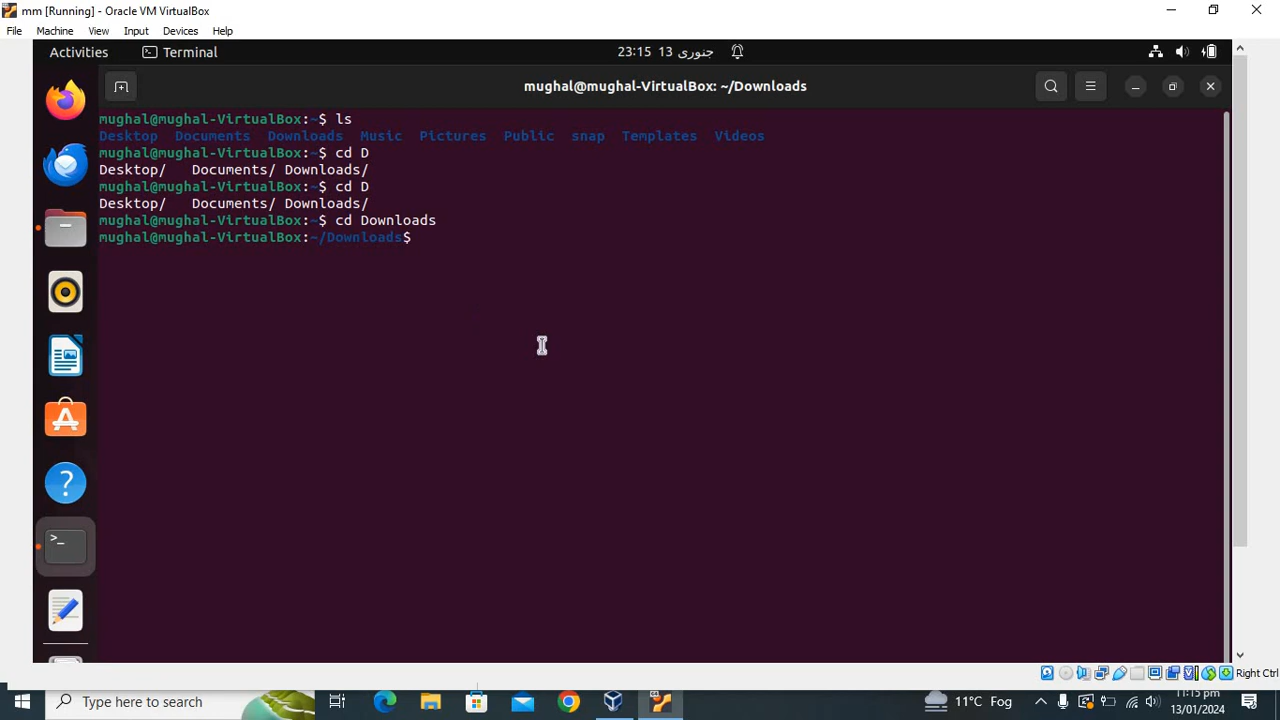 mm [Running] - Oracle VM VirtualBox
File Machine View Input Devices Help
Activities Terminal 23:15 13 جنوری
mughal@mughal-VirtualBox: ~/Downloads
mughal@mughal-VirtualBox:~$ ls
Desktop Documents Downloads Music Pictures Public snap Templates Videos
mughal@mughal-VirtualBox:~$ cd D
Desktop/ Documents/ Downloads/
mughal@mughal-VirtualBox:~$ cd D
Desktop/ Documents/ Downloads/
mughal@mughal-VirtualBox:~$ cd Downloads
mughal@mughal-VirtualBox:~/Downloads$
Right Ctrl
Type here to search
11°C Fog
11:15 pm
13/01/2024